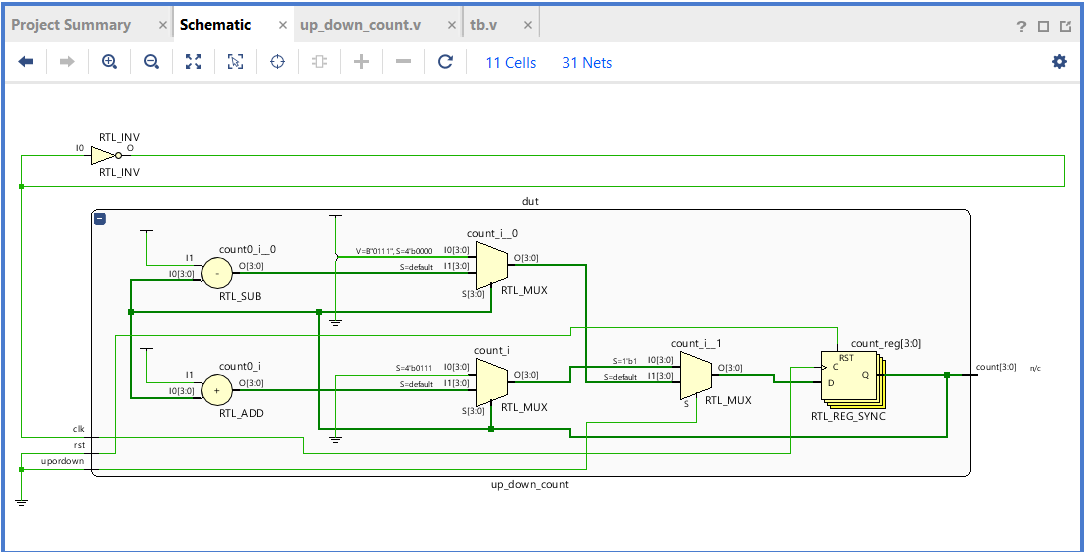 Project Summary × Schematic × up_down_count.v × tb.v ×
?
11 Cells 31 Nets
RTL_INV
I0 O
RTL_INV
dut
count_i__0
count0_i__0
V=B"0111", S=4'b0000 I0[3:0]
I1 O[3:0] S=default I1[3:0] O[3:0]
I0[3:0] -
RTL_SUB S[3:0] RTL_MUX
count_i count_i__1 count_reg[3:0]
count0_i
S=4'b0111 I0[3:0] S=1'b1 I0[3:0] RST
I1 O[3:0] S=default I1[3:0] O[3:0] S=default I1[3:0] O[3:0] C Q count[3:0] n/c
I0[3:0] + D
RTL_ADD S[3:0] RTL_MUX S RTL_MUX RTL_REG_SYNC
clk
rst
upordown
up_down_count